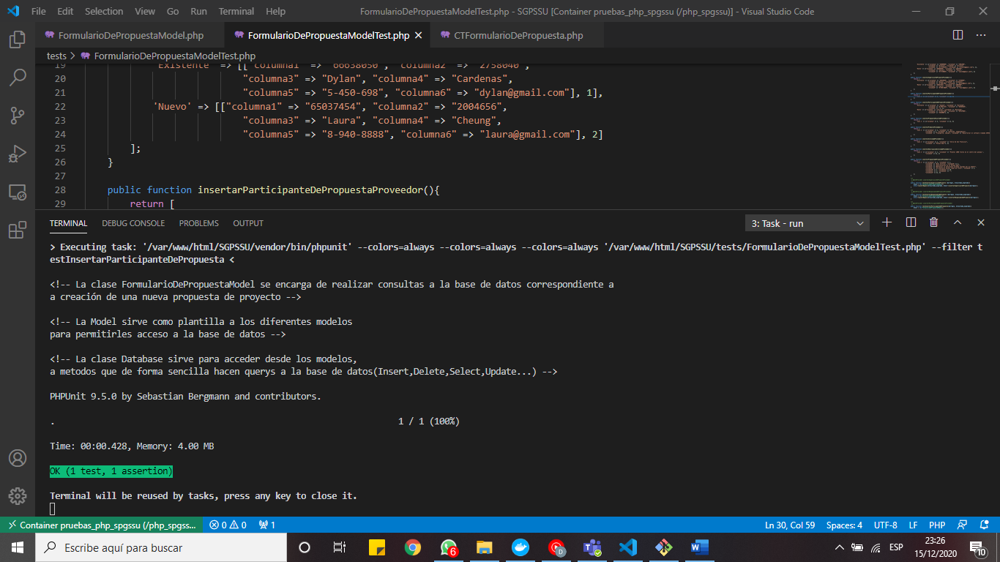 File Edit Selection View Go Run Terminal Help FormularioDePropuestaModelTest.php - SGPSSU [Container pruebas_php_spgssu (/php_spgssu)] - Visual Studio Code
FormularioDePropuestaModel.php FormularioDePropuestaModelTest.php CTFormularioDePropuesta.php
tests > FormularioDePropuestaModelTest.php
19 'Existente' => [["columna1" => "66638050", "columna2" => "2758040",
20 "columna3" => "Dylan", "columna4" => "Cardenas",
21 "columna5" => "5-450-698", "columna6" => "dylan@gmail.com"], 1],
22 'Nuevo' => [["columna1" => "65037454", "columna2" => "2004656",
23 "columna3" => "Laura", "columna4" => "Cheung",
24 "columna5" => "8-940-8888", "columna6" => "laura@gmail.com"], 2]
25 ];
26 }
27
28 public function insertarParticipanteDePropuestaProveedor(){
29 return [
TERMINAL DEBUG CONSOLE PROBLEMS OUTPUT 3: Task - run
> Executing task: '/var/www/html/SGPSSU/vendor/bin/phpunit' --colors=always --colors=always --colors=always '/var/www/html/SGPSSU/tests/FormularioDePropuestaModelTest.php' --filter t
estInsertarParticipanteDePropuesta <
<!-- La clase FormularioDePropuestaModel se encarga de realizar consultas a la base de datos correspondiente a
a creación de una nueva propuesta de proyecto -->
<!-- La Model sirve como plantilla a los diferentes modelos
para permitirles acceso a la base de datos -->
<!-- La clase Database sirve para acceder desde los modelos,
a metodos que de forma sencilla hacen querys a la base de datos(Insert,Delete,Select,Update...) -->
PHPUnit 9.5.0 by Sebastian Bergmann and contributors.
. 1 / 1 (100%)
Time: 00:00.428, Memory: 4.00 MB
OK (1 test, 1 assertion)
Terminal will be reused by tasks, press any key to close it.
Container pruebas_php_spgssu (/php_spgss... 0 0 1 Ln 30, Col 59 Spaces: 4 UTF-8 LF PHP
Escribe aquí para buscar 6 D ESP 23:26 10
15/12/2020